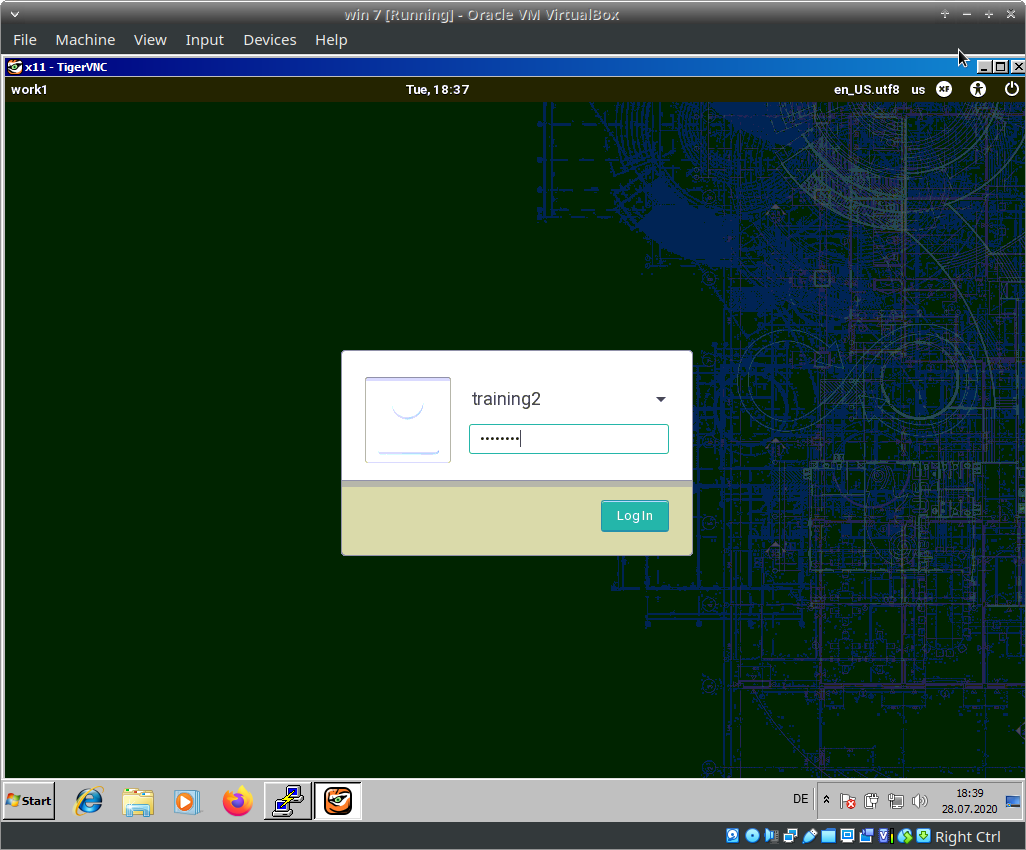 win 7 [Running] - Oracle VM VirtualBox
File Machine View Input Devices Help
x11 - TigerVNC
work1 Tue, 18:37 en_US.utf8 us XF
training2
••••••••
Log In
Start DE 18:39
28.07.2020
Right Ctrl